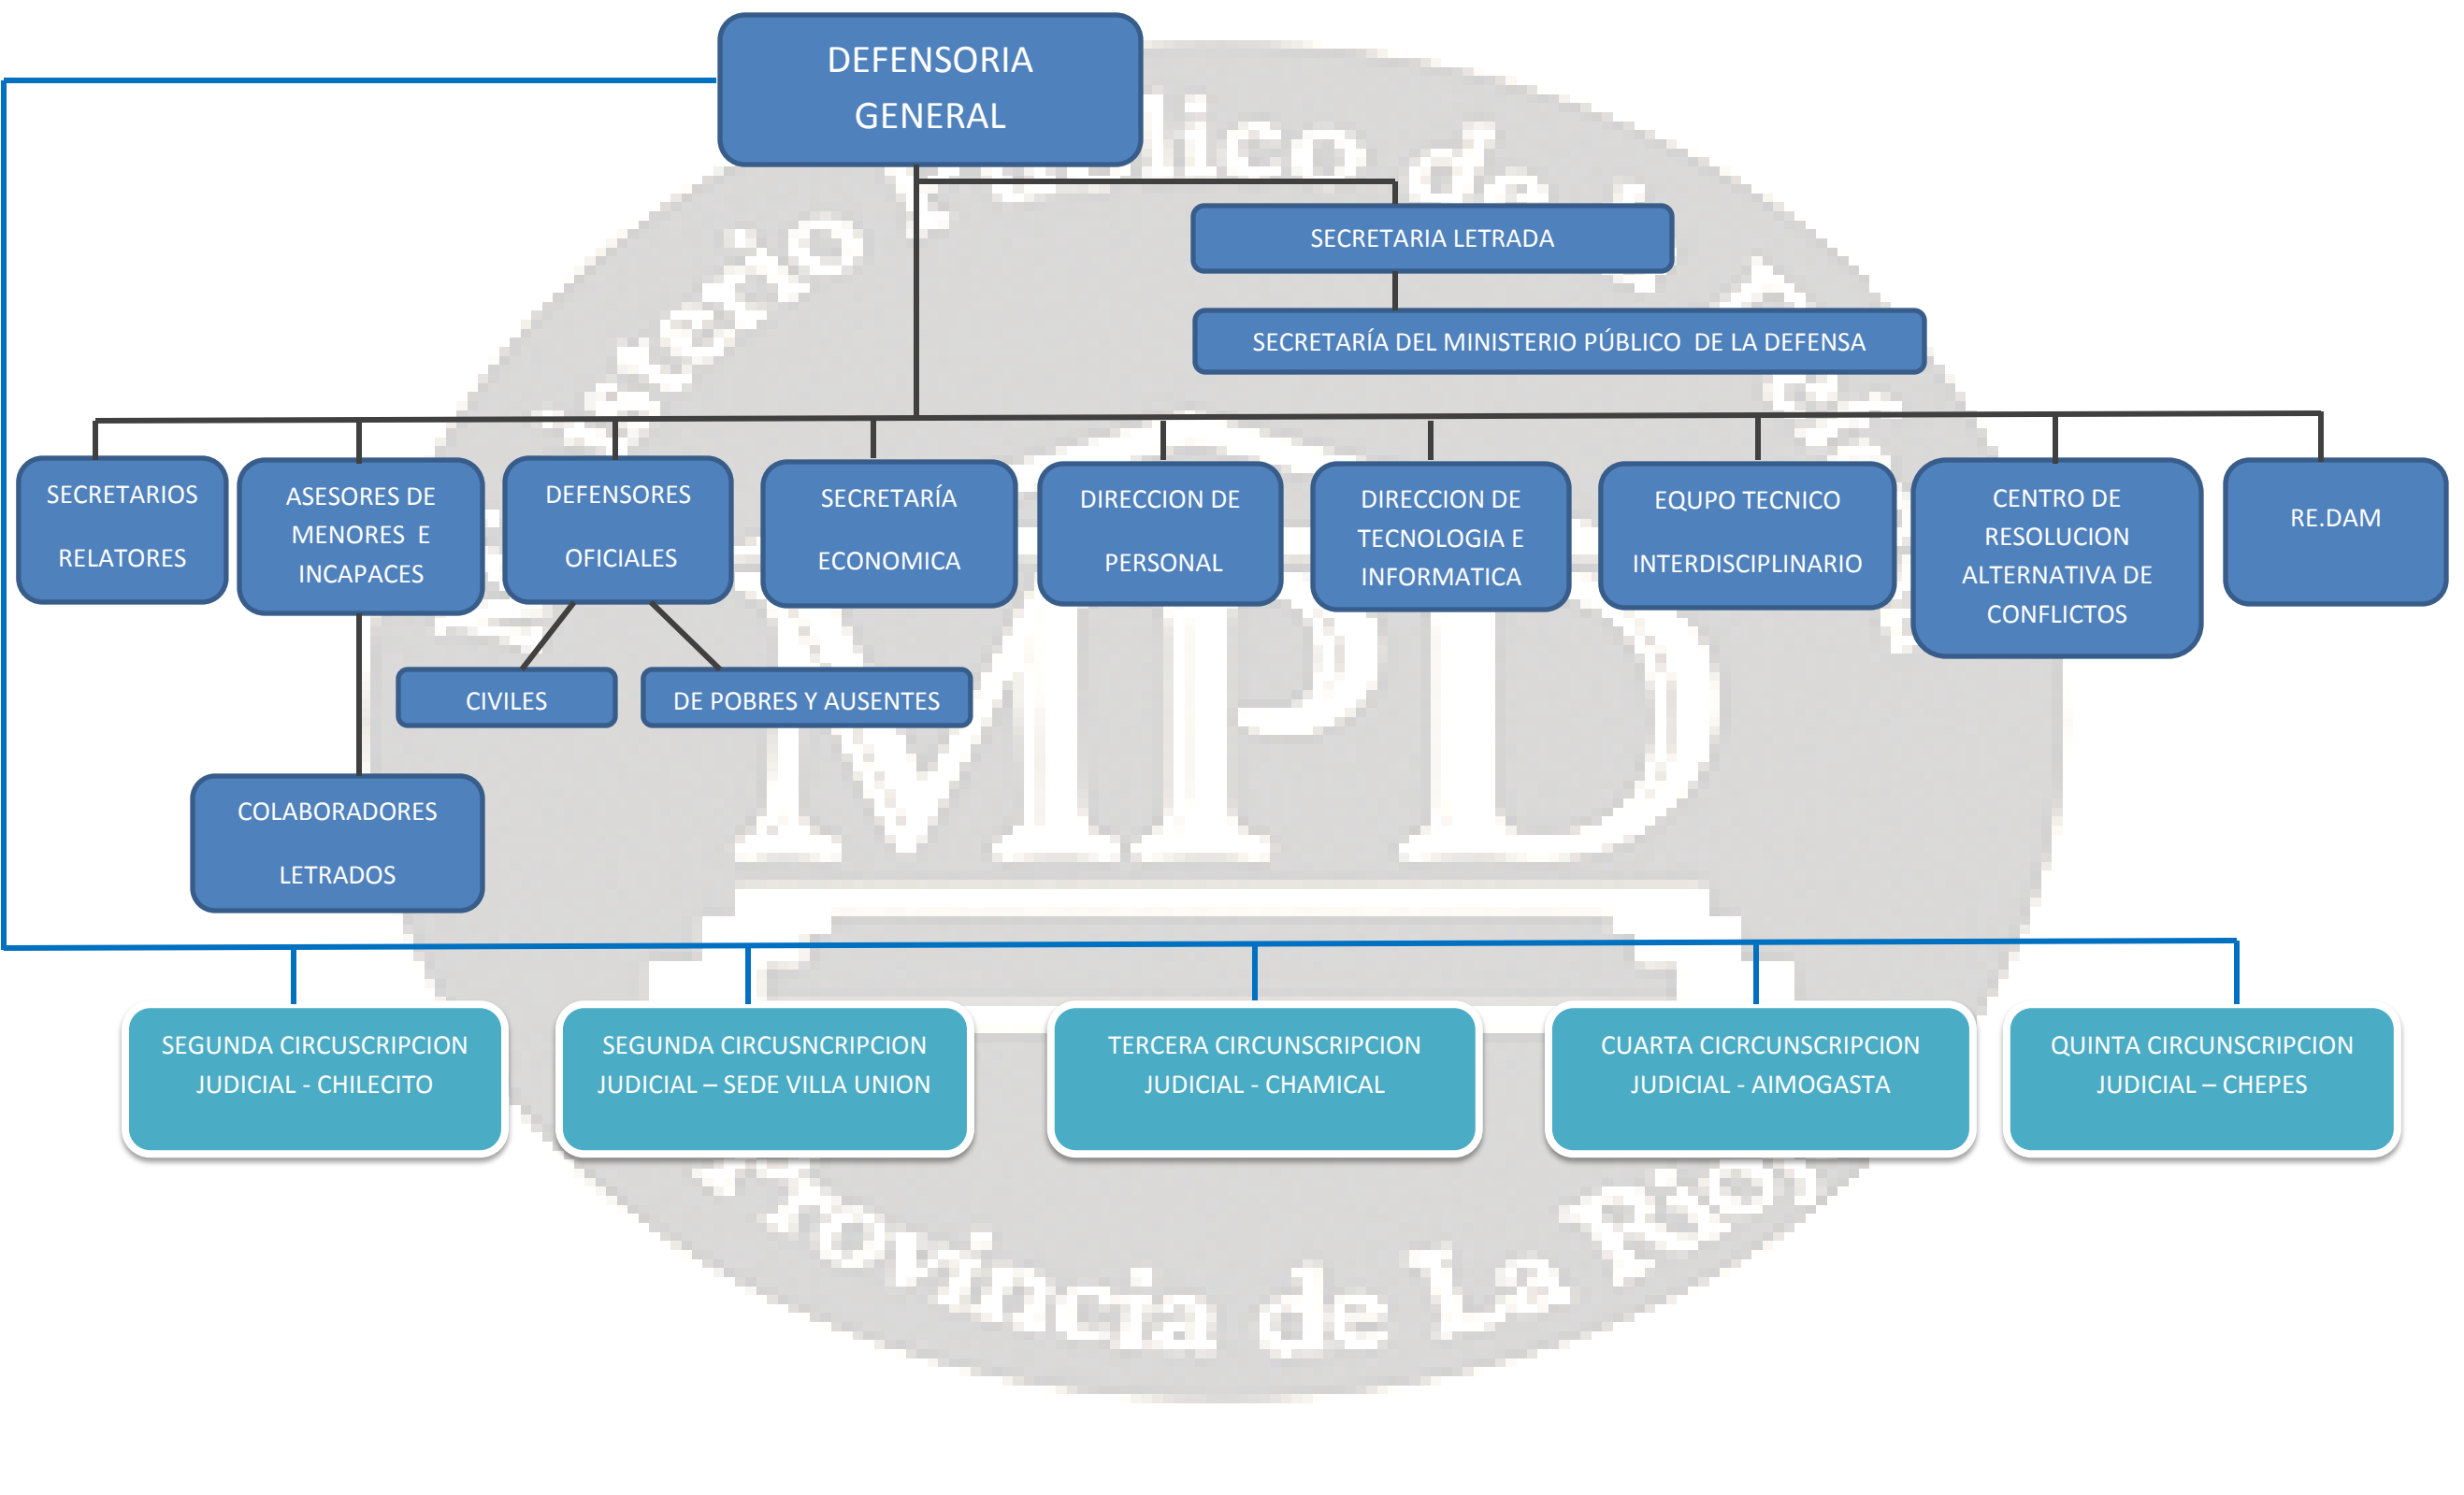 DEFENSORIA
GENERAL
SECRETARIA LETRADA
SECRETARÍA DEL MINISTERIO PÚBLICO DE LA DEFENSA
SECRETARIOS
RELATORES
ASESORES DE
MENORES E
INCAPACES
DEFENSORES
OFICIALES
SECRETARÍA
ECONOMICA
DIRECCION DE
PERSONAL
DIRECCION DE
TECNOLOGIA E
INFORMATICA
EQUPO TECNICO
INTERDISCIPLINARIO
CENTRO DE
RESOLUCION
ALTERNATIVA DE
CONFLICTOS
RE.DAM
CIVILES
DE POBRES Y AUSENTES
COLABORADORES
LETRADOS
SEGUNDA CIRCUSCRIPCION
JUDICIAL - CHILECITO
SEGUNDA CIRCUSNCRIPCION
JUDICIAL – SEDE VILLA UNION
TERCERA CIRCUNSCRIPCION
JUDICIAL - CHAMICAL
CUARTA CICRCUNSCRIPCION
JUDICIAL - AIMOGASTA
QUINTA CIRCUNSCRIPCION
JUDICIAL – CHEPES
MPD
de La